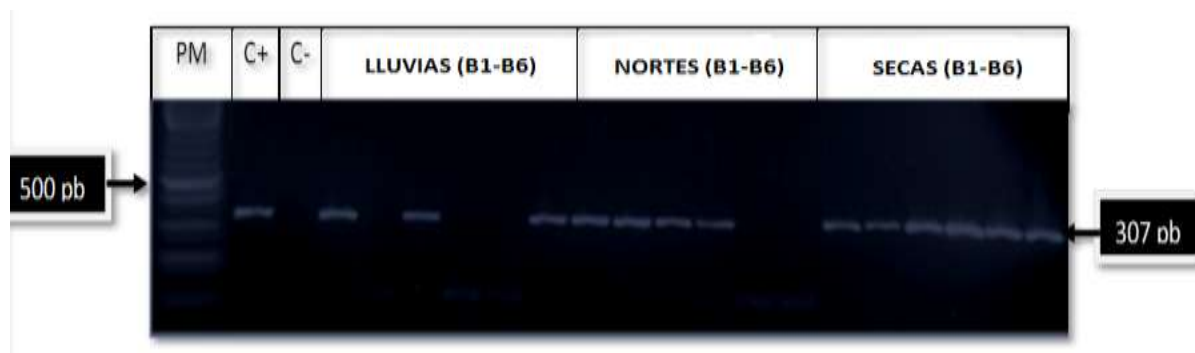 PM C+ C- LLUVIAS (B1-B6) NORTES (B1-B6) SECAS (B1-B6)
500 pb
307 pb